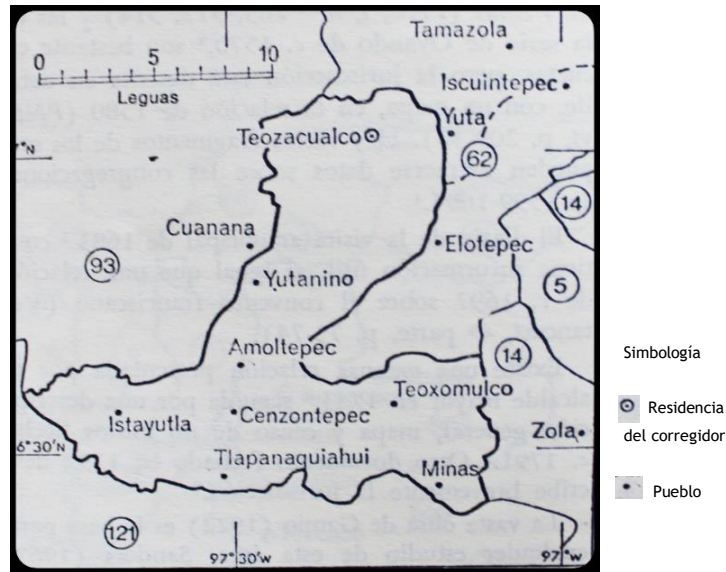 Tamazola
0 5 10
Leguas
Iscuintepec
Teozacualco
Yuta
62
14
Cuanana
Elotepec
93
Yutanino
5
Amoltepec
14
Simbología
Teoxomulco
Residencia
del corregidor
Istayutla
Cenzontepec
Zola
6°30'N
Tlapanaquiahui
Minas
Pueblo
121
97°30'W
97°W